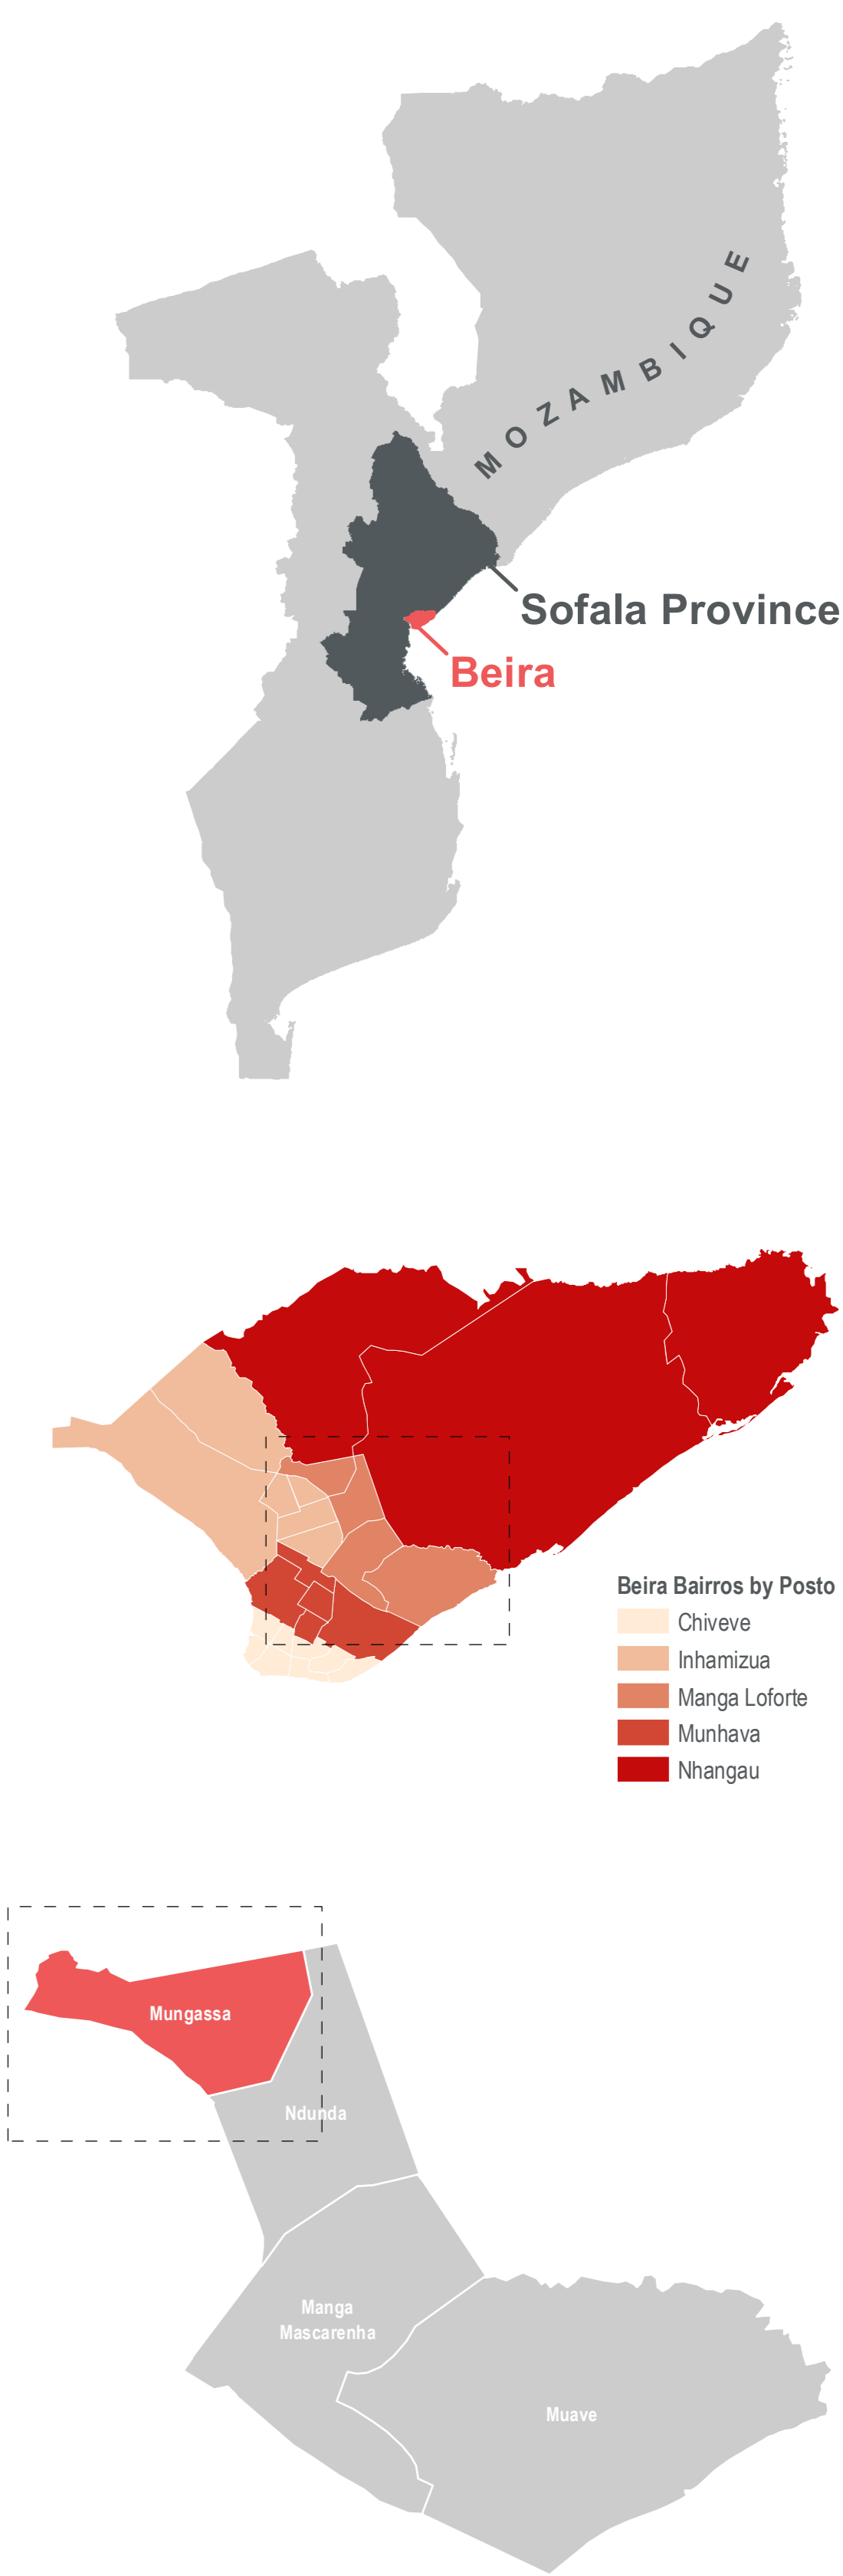 MOZAMBIQUE
Sofala Province
Beira
Beira Bairros by Posto
Chiveve
Inhamizua
Manga Loforte
Munhava
Nhangau
Mungassa
Ndunda
Manga
Mascarenha
Muave